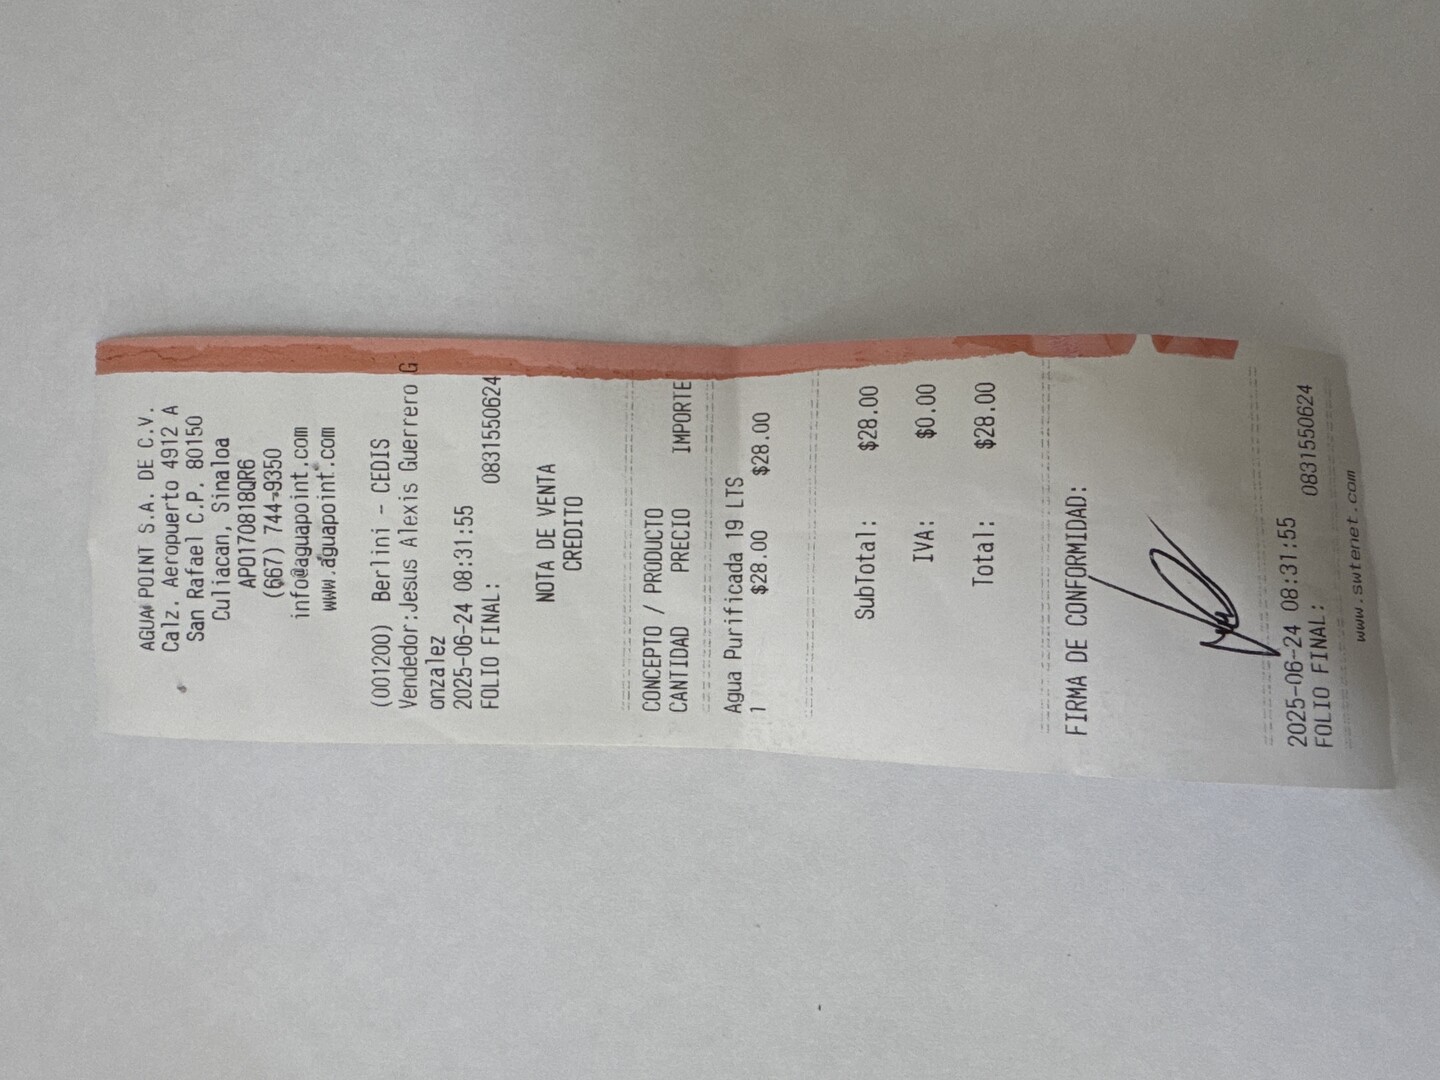 AGUA POINT S.A. DE C.V.
Calz. Aeropuerto 4912 A
San Rafael C.P. 80150
Culiacan, Sinaloa
APO170818QR6
(667) 744-9350
info@aguapoint.com
www.aguapoint.com
(001200) Berlini - CEDIS
Vendedor:Jesus Alexis Guerrero G
onzalez
2025-06-24 08:31:55
FOLIO FINAL: 0831550624
NOTA DE VENTA
CREDITO
CONCEPTO / PRODUCTO
CANTIDAD PRECIO IMPORTE
Agua Purificada 19 LTS
1 $28.00 $28.00
SubTotal: $28.00
IVA: $0.00
Total: $28.00
FIRMA DE CONFORMIDAD:
2025-06-24 08:31:55
FOLIO FINAL: 0831550624
www.swtenet.com